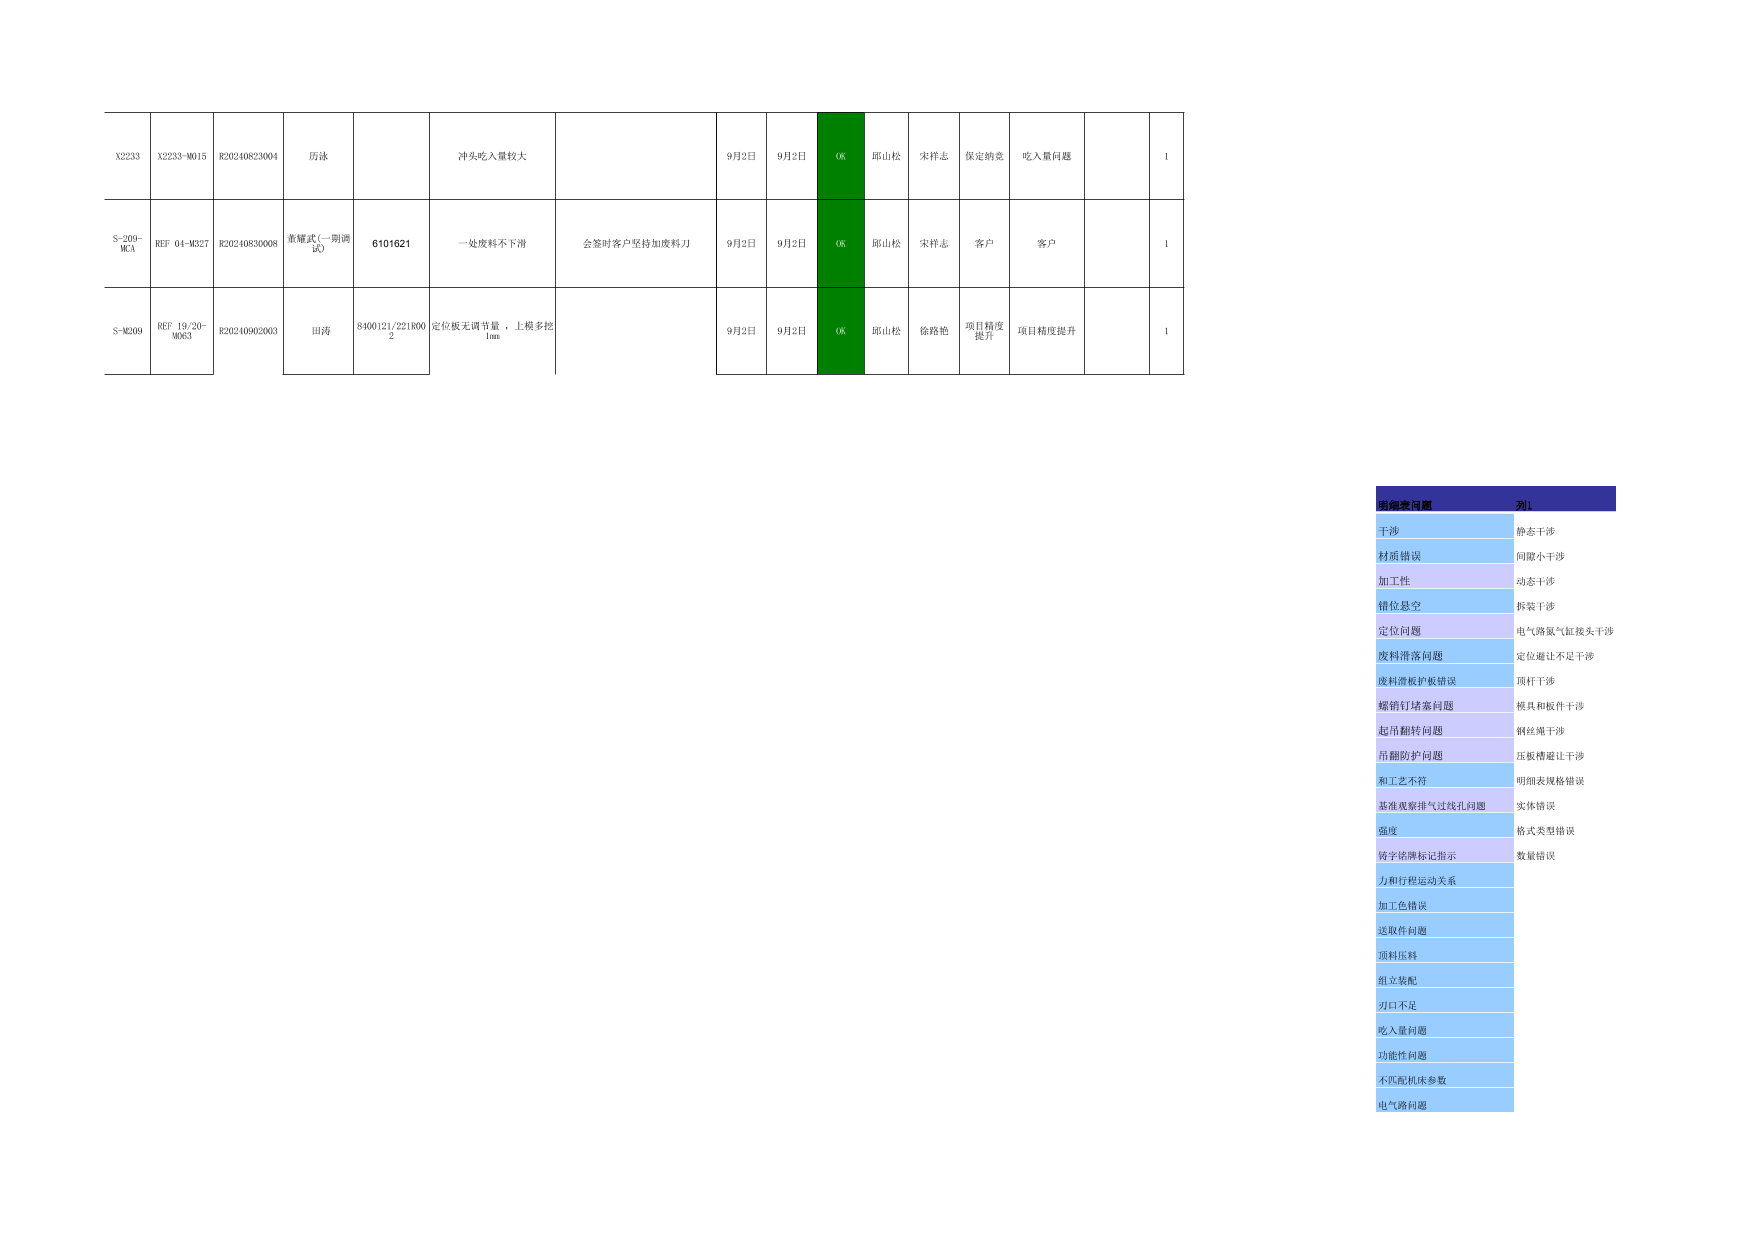 X2233 X2233-M015 R20240823004 历泳 冲头吃入量较大 9月2日 9月2日 OK 邱山松 宋祥志 保定纳竞 吃入量问题 1
S-209-MCA REF 04-M327 R20240830008 董耀武(一期调试) 6101621 一处废料不下滑 会签时客户坚持加废料刀 9月2日 9月2日 OK 邱山松 宋祥志 客户 客户 1
S-M209 REF 19/20-M063 R20240902003 田涛 8400121/221R002 定位板无调节量 ，上模多挖1mm 9月2日 9月2日 OK 邱山松 徐路艳 项目精度提升 项目精度提升 1
明细表问题 列1
干涉 静态干涉
材质错误 间隙小干涉
加工性 动态干涉
错位悬空 拆装干涉
定位问题 电气路氮气缸接头干涉
废料滑落问题 定位避让不足干涉
废料滑板护板错误 顶杆干涉
螺销钉堵塞问题 模具和板件干涉
起吊翻转问题 钢丝绳干涉
吊翻防护问题 压板槽避让干涉
和工艺不符 明细表规格错误
基准观察排气过线孔问题 实体错误
强度 格式类型错误
铸字铭牌标记指示 数量错误
力和行程运动关系
加工色错误
送取件问题
顶料压料
组立装配
刃口不足
吃入量问题
功能性问题
不匹配机床参数
电气路问题